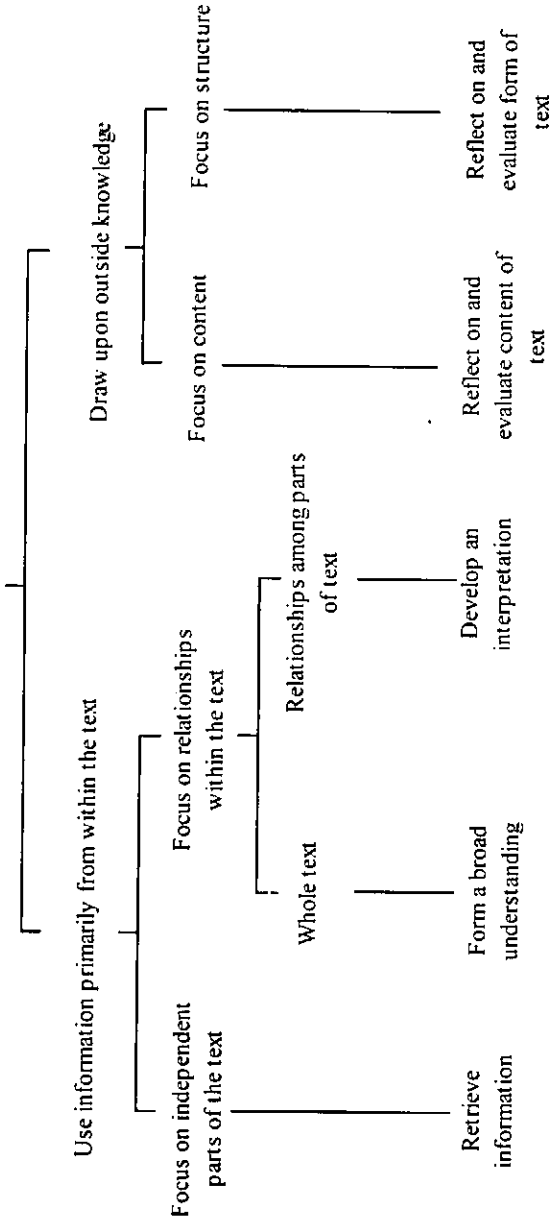 Use information primarily from within the text
Draw upon outside knowledge
Focus on independent
parts of the text
Focus on relationships
within the text
Focus on content
Focus on structure
Whole text
Relationships among parts
of text
Retrieve
information
Form a broad
understanding
Develop an
interpretation
Reflect on and
evaluate content of
text
Reflect on and
evaluate form of
text